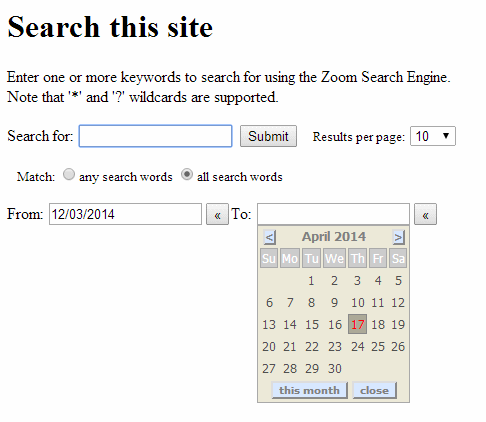 Search this site
Enter one or more keywords to search for using the Zoom Search Engine.
Note that '*' and '?' wildcards are supported.
Search for: Submit Results per page: 10
Match: any search words all search words
From: 12/03/2014 « To: «
< April 2014 >
Su Mo Tu We Th Fr Sa
1 2 3 4 5
6 7 8 9 10 11 12
13 14 15 16 17 18 19
20 21 22 23 24 25 26
27 28 29 30
this month close